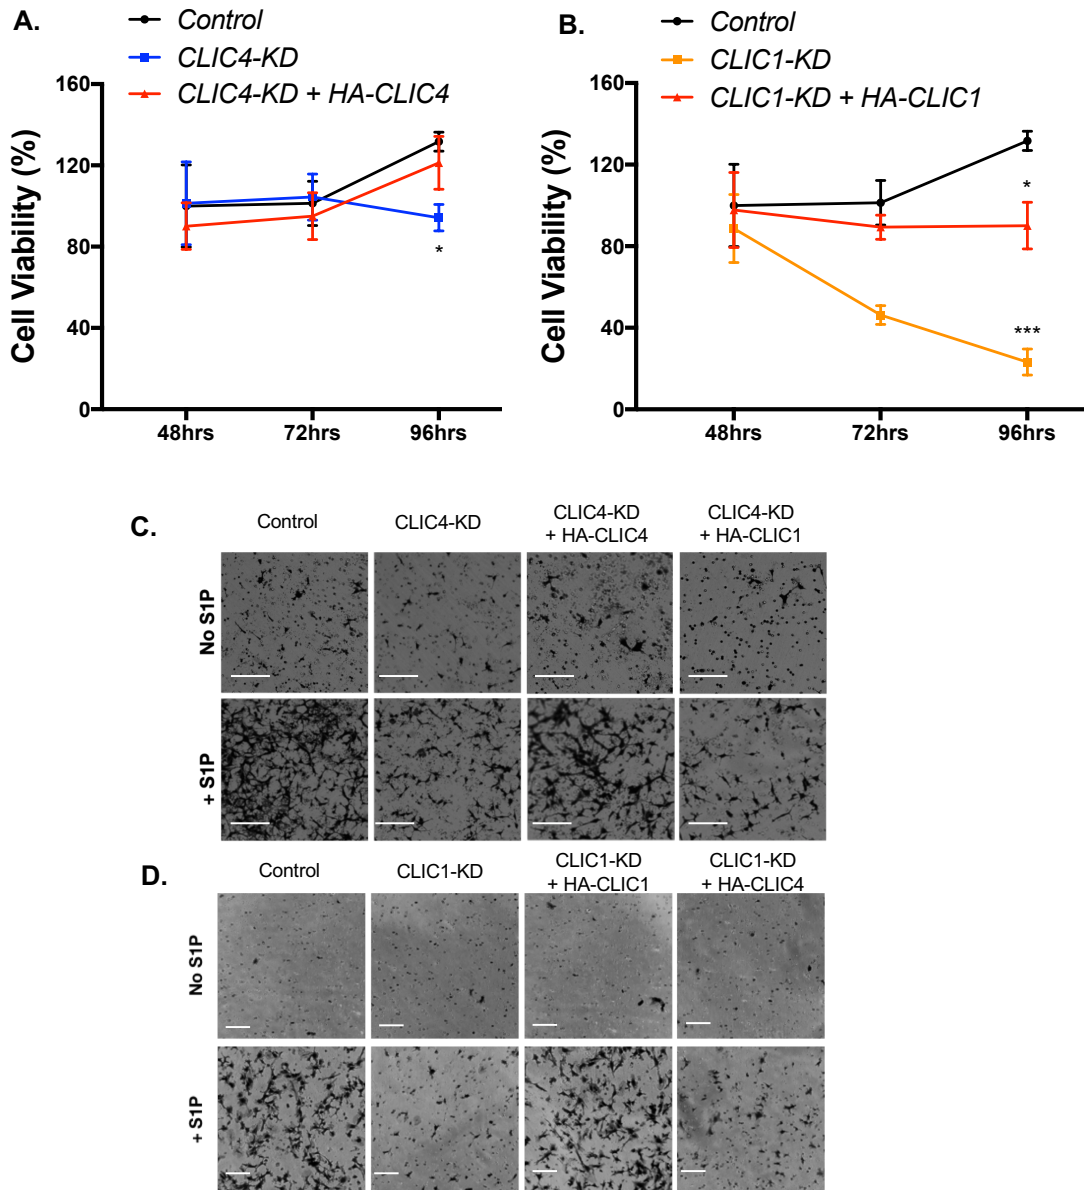 A.
Control
CLIC4-KD
CLIC4-KD + HA-CLIC4
Cell Viability (%)
160
120
80
40
0
48hrs
72hrs
96hrs
*
B.
Control
CLIC1-KD
CLIC1-KD + HA-CLIC1
Cell Viability (%)
160
120
80
40
0
48hrs
72hrs
96hrs
*
***
C.
Control
CLIC4-KD
CLIC4-KD
+ HA-CLIC4
CLIC4-KD
+ HA-CLIC1
No S1P
+ S1P
D.
Control
CLIC1-KD
CLIC1-KD
+ HA-CLIC1
CLIC1-KD
+ HA-CLIC4
No S1P
+ S1P